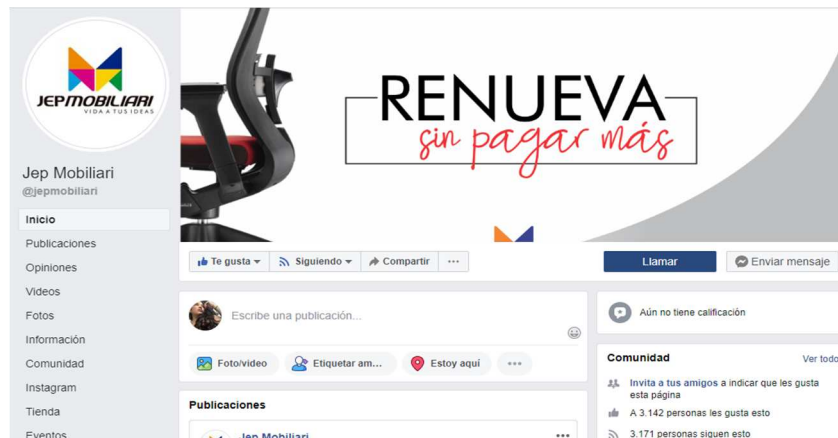 JEPMOBILIARI
VIDA A TUS IDEAS
Jep Mobiliari
@jepmobiliari
Inicio
Publicaciones
Opiniones
Videos
Fotos
Información
Comunidad
Instagram
Tienda
Eventos
RENUEVA
sin pagar más
Te gusta
Siguiendo
Compartir
Llamar
Enviar mensaje
Escribe una publicación...
Foto/video
Etiquetar am...
Estoy aquí
Publicaciones
Jep Mobiliari
Aún no tiene calificación
Comunidad
Ver todo
Invita a tus amigos a indicar que les gusta
esta página
A 3.142 personas les gusta esto
3.171 personas siguen esto